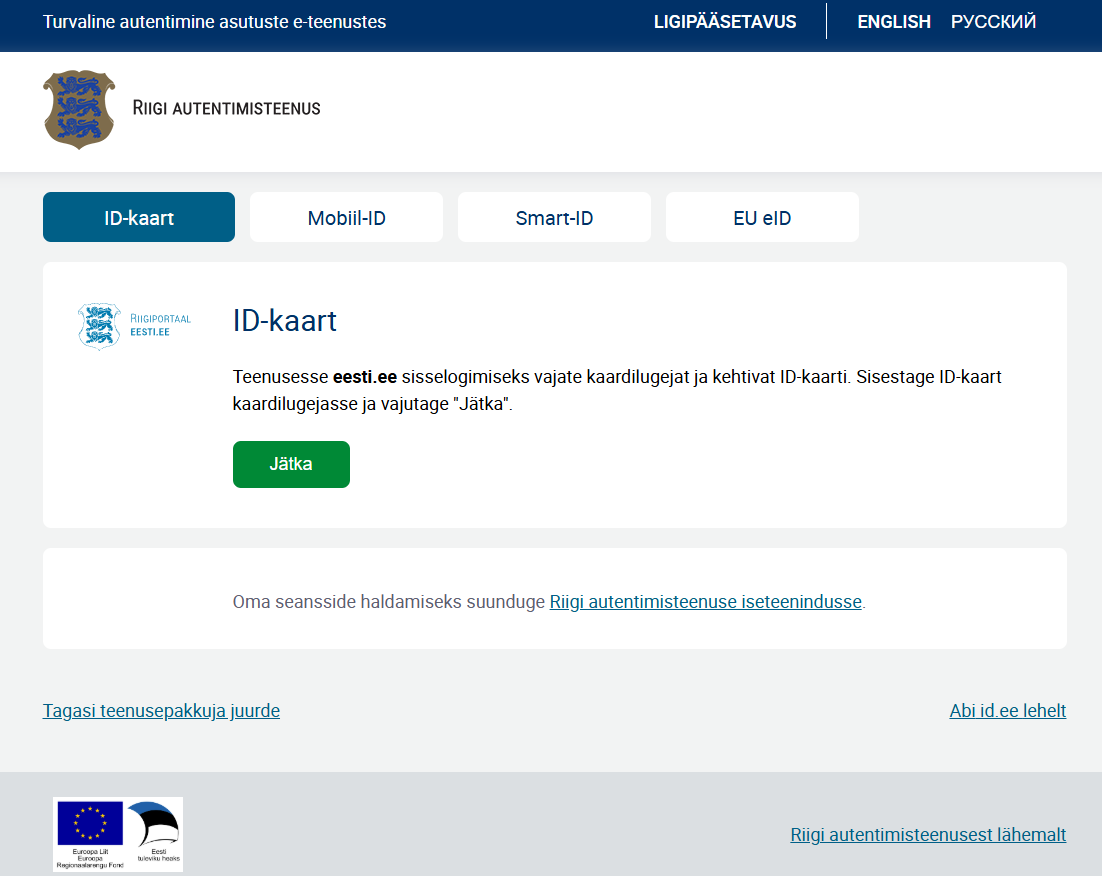 Turvaline autentimine asutuste e-teenustes
LIGIPÄÄSETAVUS
ENGLISH
РУССКИЙ
RIIGI AUTENTIMISTEENUS
ID-kaart
Mobiil-ID
Smart-ID
EU eID
RIIGIPORTAAL
EESTI.EE
ID-kaart
Teenusesse eesti.ee sisselogimiseks vajate kaardilugejat ja kehtivat ID-kaarti. Sisestage ID-kaart
kaardilugejasse ja vajutage "Jätka".
Jätka
Oma seansside haldamiseks suunduge Riigi autentimisteenuse iseteenindusse.
Tagasi teenusepakkuja juurde
Abi id.ee lehelt
Euroopa Liit
Euroopa
Regionaalarengu Fond
Eesti
tuleviku heaks
Riigi autentimisteenusest lähemalt